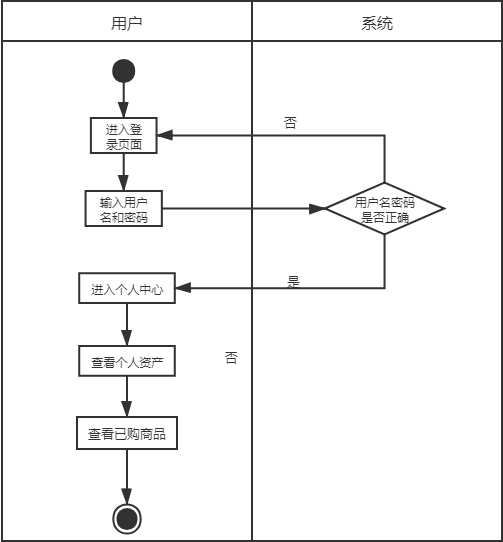 用户
系统
进入登
录页面
否
输入用户
名和密码
用户名密码
是否正确
进入个人中心
是
查看个人资产
否
查看已购商品